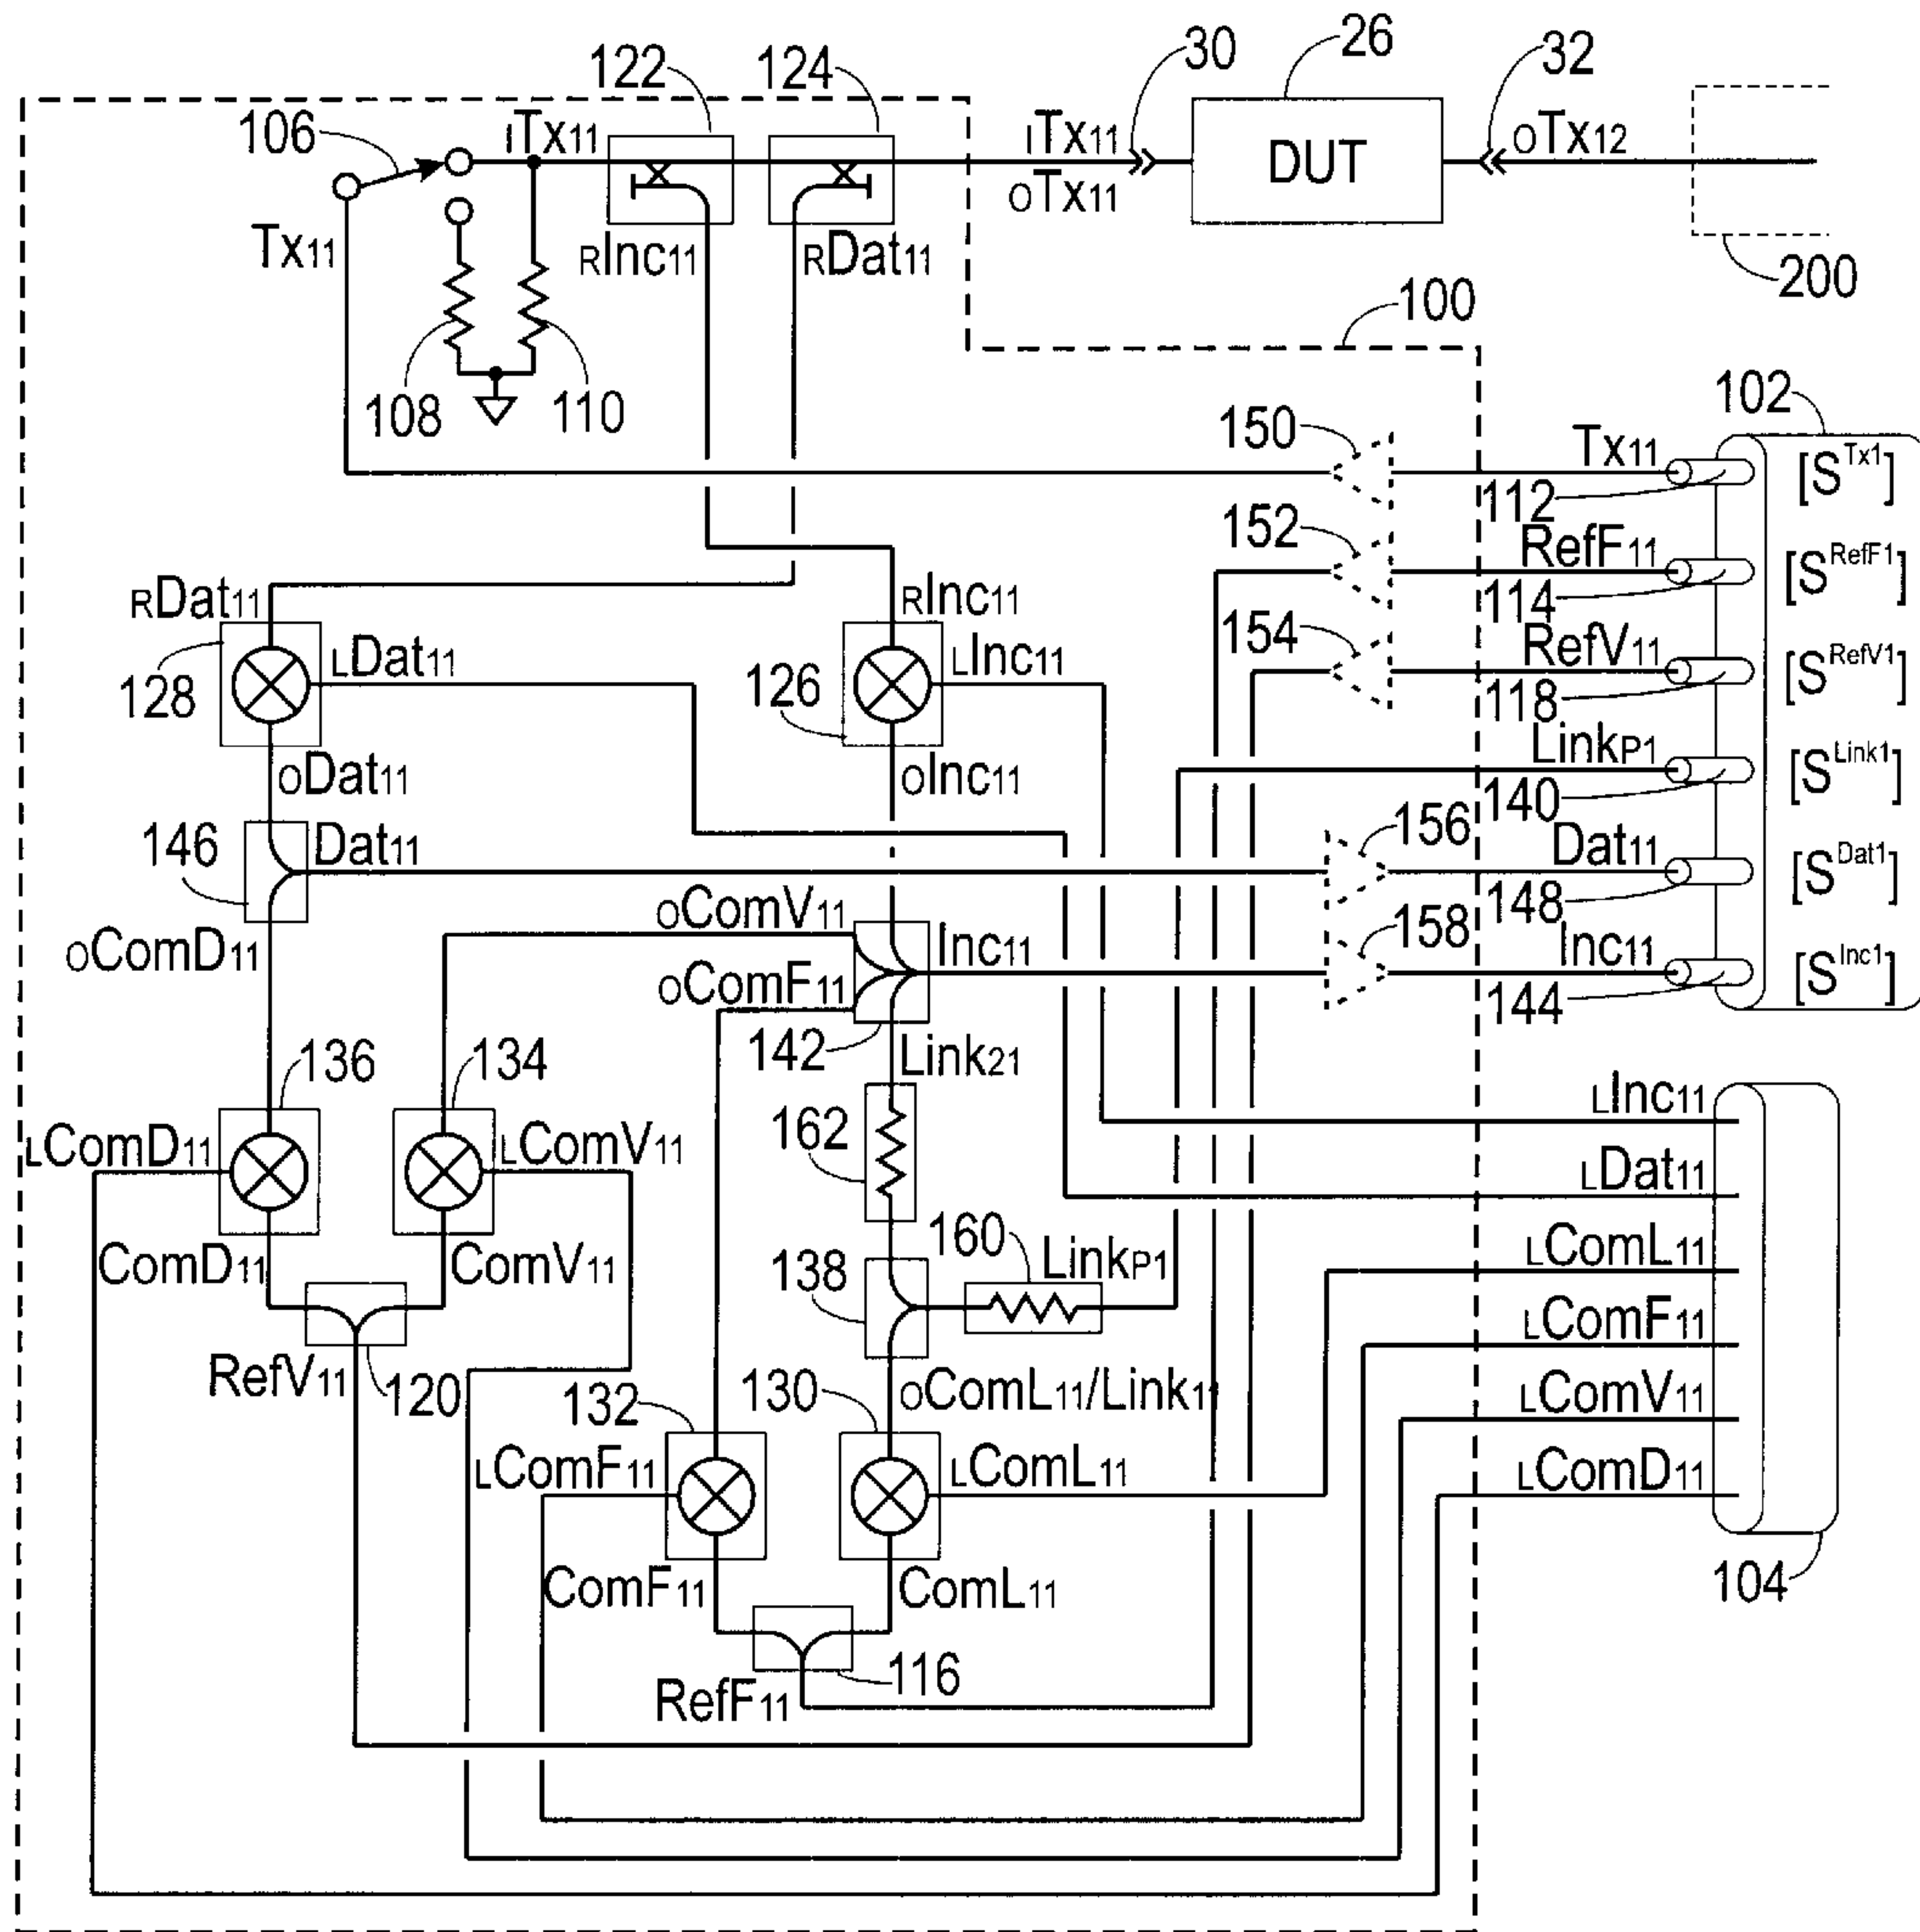 122
124
30
26
32
106
ITx11
ITx11
OTx11
DUT
OTx12
Tx11
RInc11
RDat11
200
100
108
110
102
150
Tx11
[S^Tx1]
112
152
RefF11
[S^RefF1]
114
RDat11
RInc11
154
RefV11
[S^RefV1]
118
128
LDat11
126
LInc11
LinkP1
[S^Link1]
140
ODat11
OInc11
146
Dat11
156
Dat11
[S^Dat1]
148
OComD11
OComV11
OComF11
Inc11
158
Inc11
[S^Inc1]
144
142
Link21
136
134
162
LInc11
LComD11
LComV11
LDat11
ComD11
ComV11
138
160
LinkP1
LComL11
LComF11
RefV11
120
132
130
OComL11/Link11
LComV11
LComF11
LComL11
LComD11
104
ComF11
ComL11
RefF11
116